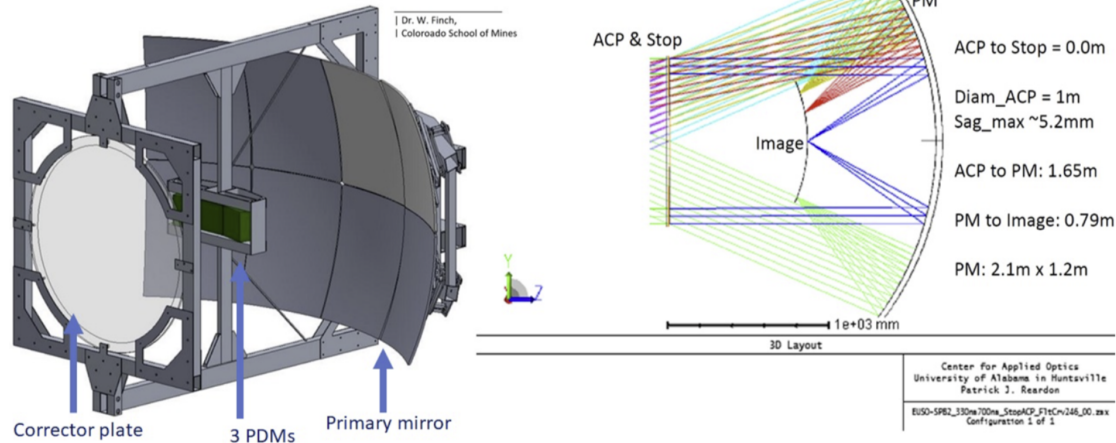 | Dr. W. Finch,
| Coloroado School of Mines
Corrector plate
3 PDMs
Primary mirror
PM
ACP & Stop
Image
ACP to Stop = 0.0m
Diam_ACP = 1m
Sag_max ~5.2mm
ACP to PM: 1.65m
PM to Image: 0.79m
PM: 2.1m x 1.2m
Y
Z
1e+03 mm
3D Layout
Center for Applied Optics
University of Alabama in Huntsville
Patrick J. Reardon
EUSO-SPB2_330nm700nm_StopACP_FltCrv246_00.zmx
Configuration 1 of 1